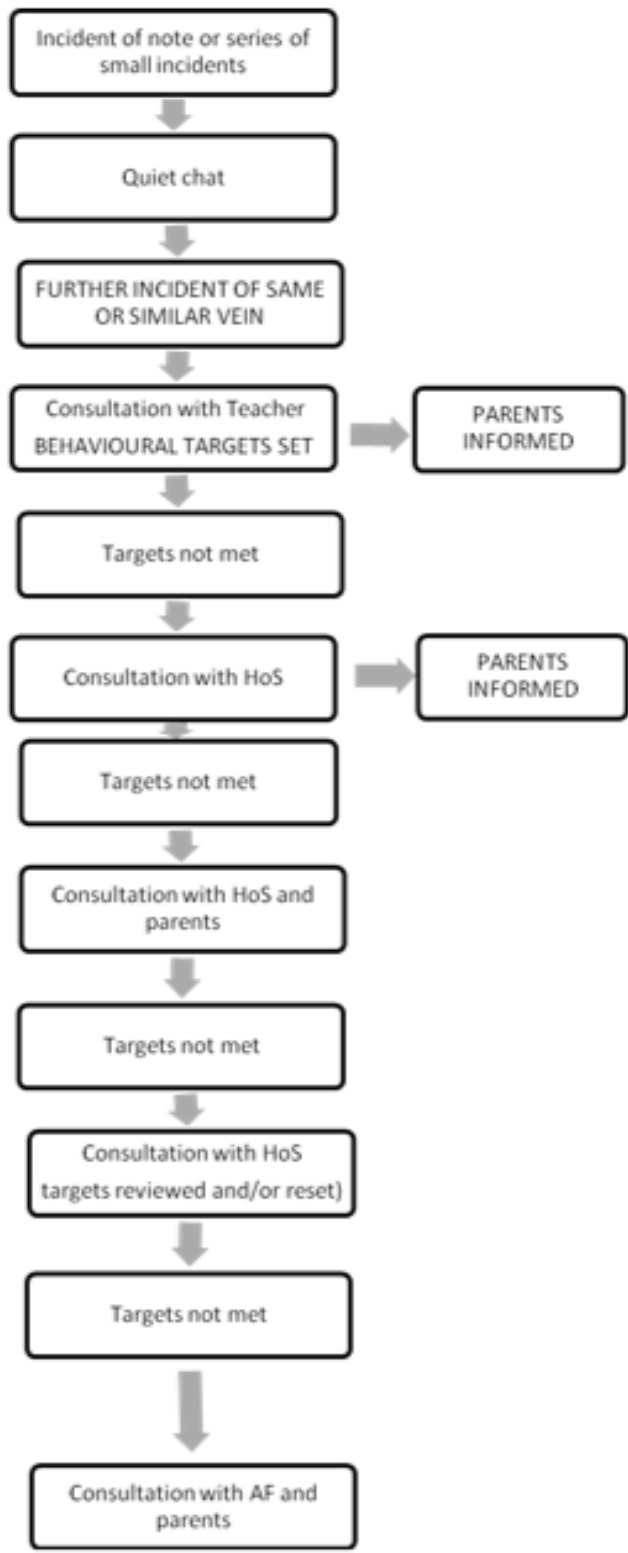 Incident of note or series of
small incidents
Quiet chat
FURTHER INCIDENT OF SAME
OR SIMILAR VEIN
Consultation with Teacher
BEHAVIOURAL TARGETS SET
PARENTS
INFORMED
Targets not met
Consultation with HoS
PARENTS
INFORMED
Targets not met
Consultation with HoS and
parents
Targets not met
Consultation with HoS
targets reviewed and/or reset)
Targets not met
Consultation with AF and
parents